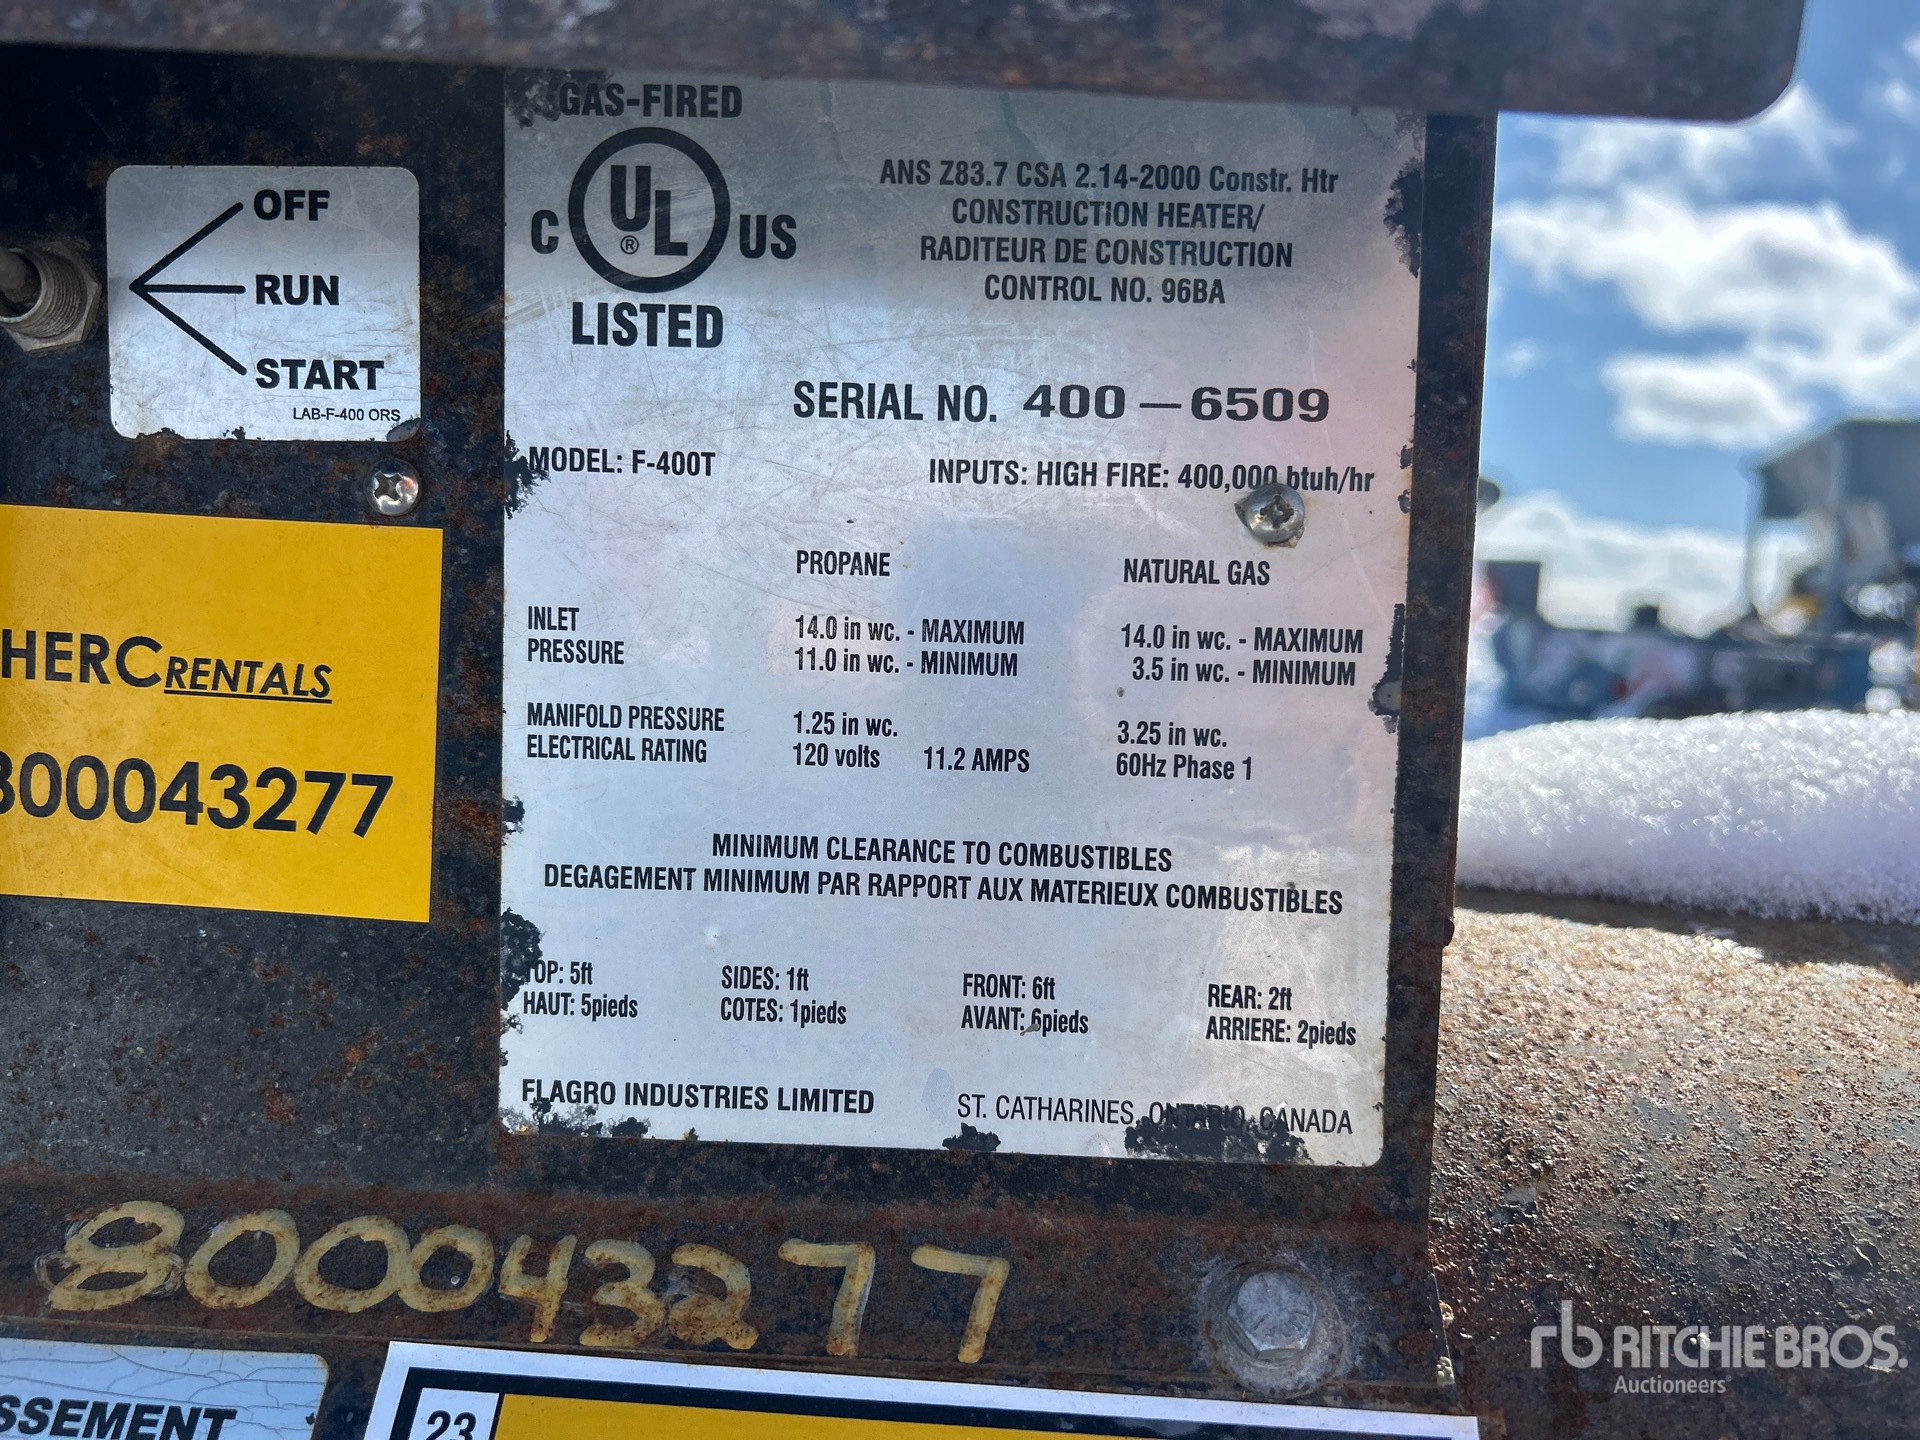 OFF
RUN
START
LAB-F-400 ORS
HERC RENTALS
800043277
GAS-FIRED
C UL ® US
LISTED
ANS Z83.7 CSA 2.14-2000 Constr. Htr
CONSTRUCTION HEATER/
RADITEUR DE CONSTRUCTION
CONTROL NO. 96BA
SERIAL NO. 400-6509
MODEL: F-400T INPUTS: HIGH FIRE: 400,000 btuh/hr
PROPANE NATURAL GAS
INLET 14.0 in wc. - MAXIMUM 14.0 in wc. - MAXIMUM
PRESSURE 11.0 in wc. - MINIMUM 3.5 in wc. - MINIMUM
MANIFOLD PRESSURE 1.25 in wc. 3.25 in wc.
ELECTRICAL RATING 120 volts 11.2 AMPS 60Hz Phase 1
MINIMUM CLEARANCE TO COMBUSTIBLES
DEGAGEMENT MINIMUM PAR RAPPORT AUX MATERIEUX COMBUSTIBLES
TOP: 5ft SIDES: 1ft FRONT: 6ft REAR: 2ft
HAUT: 5pieds COTES: 1pieds AVANT: 6pieds ARRIERE: 2pieds
FLAGRO INDUSTRIES LIMITED ST. CATHARINES, ONTARIO, CANADA
800043277
SSEMENT
23
rb RITCHIE BROS.
Auctioneers